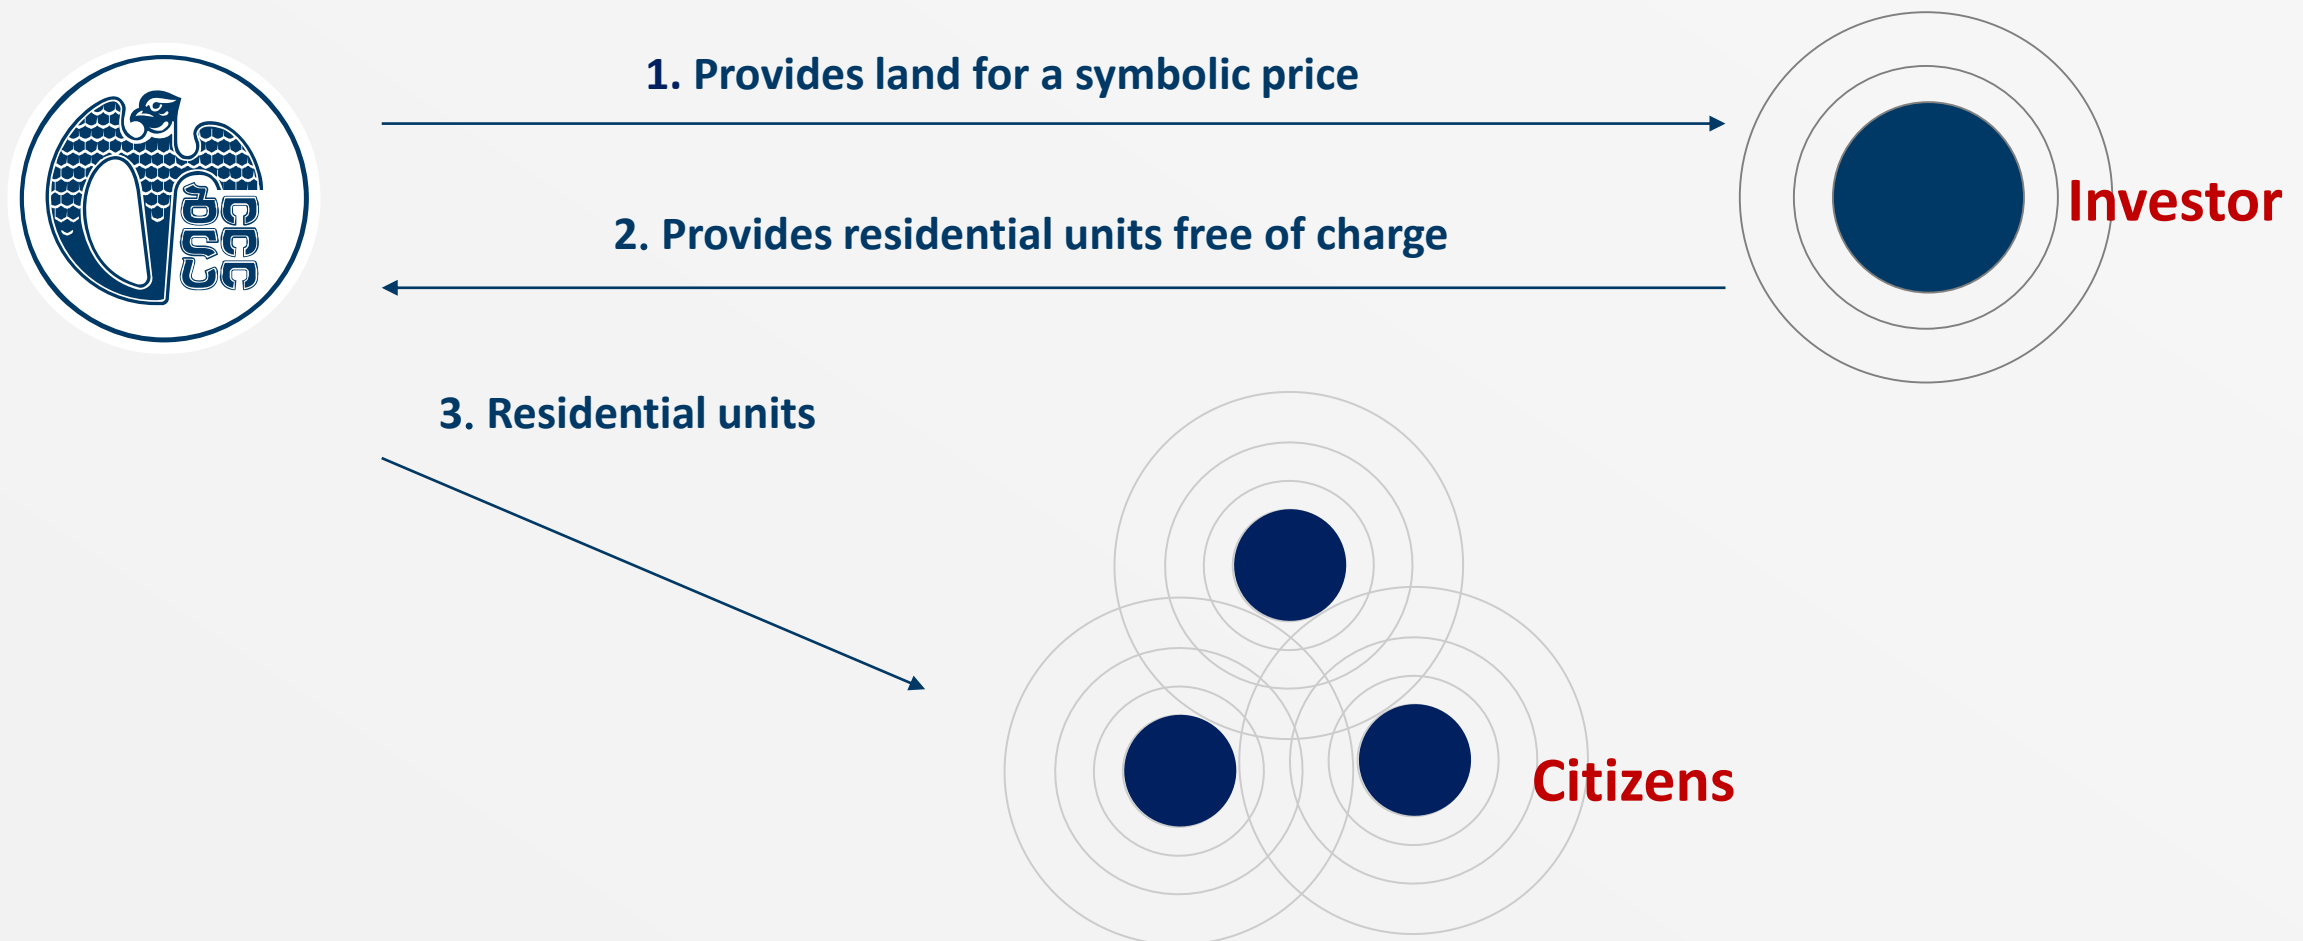 1. Provides land for a symbolic price
Investor
2. Provides residential units free of charge
3. Residential units
Citizens